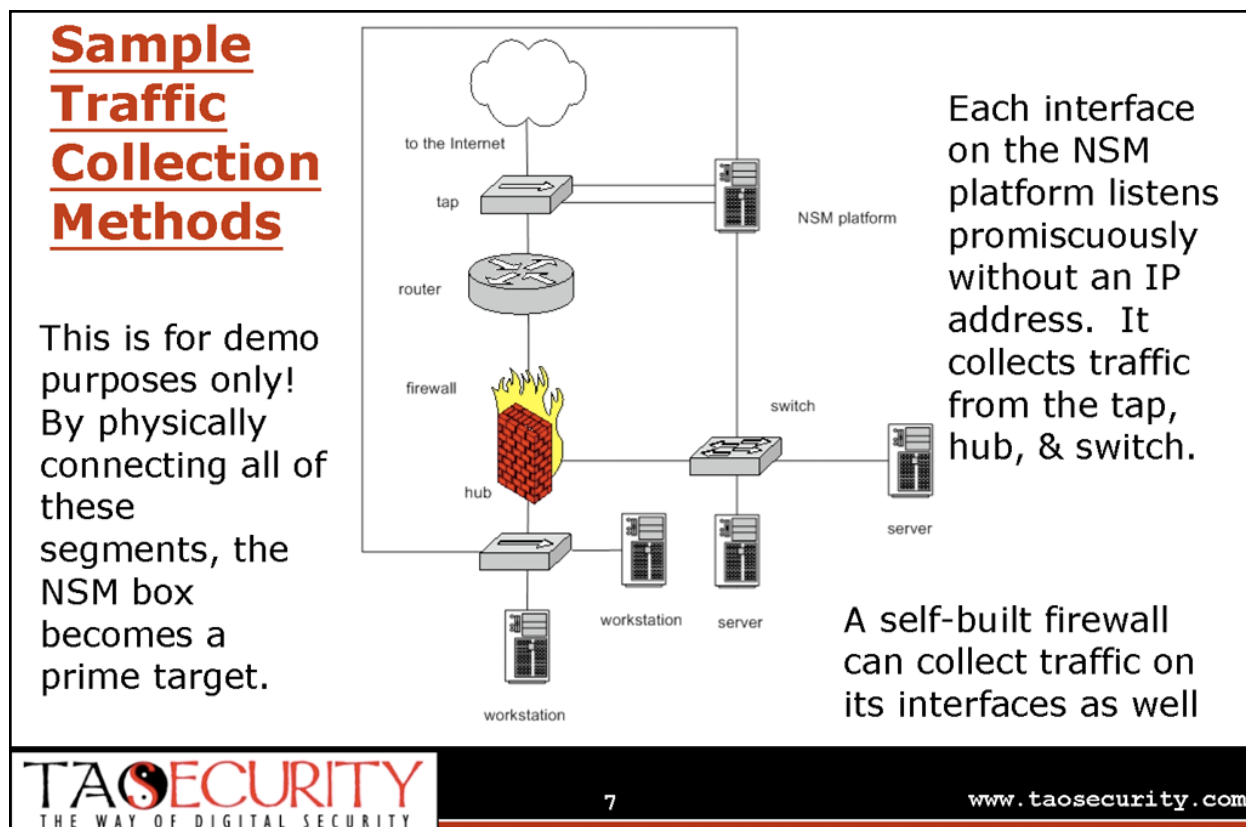 Sample
Traffic
Collection
Methods
This is for demo
purposes only!
By physically
connecting all of
these
segments, the
NSM box
becomes a
prime target.
to the Internet
tap
NSM platform
router
firewall
switch
hub
server
workstation
server
workstation
Each interface
on the NSM
platform listens
promiscuously
without an IP
address. It
collects traffic
from the tap,
hub, & switch.
A self-built firewall
can collect traffic on
its interfaces as well
TAOSECURITY
THE WAY OF DIGITAL SECURITY
7
www.taosecurity.com